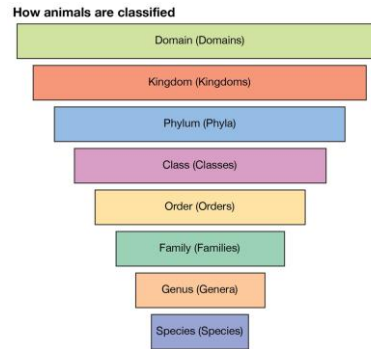 How animals are classified
Domain (Domains)
Kingdom (Kingdoms)
Phylum (Phyla)
Class (Classes)
Order (Orders)
Family (Families)
Genus (Genera)
Species (Species)